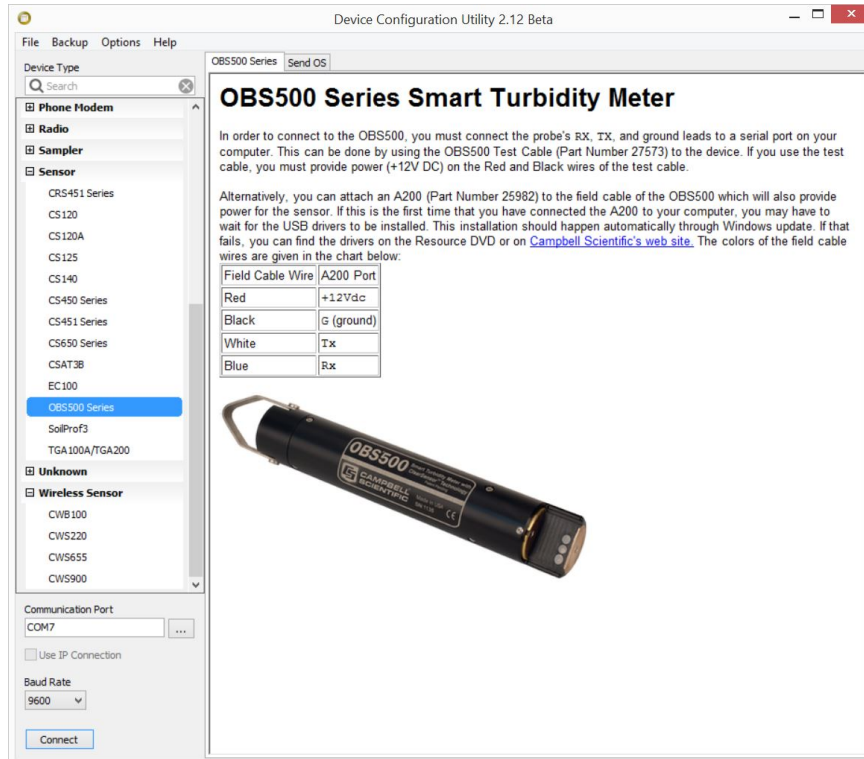 Device Configuration Utility 2.12 Beta
File Backup Options Help
Device Type
Search
Phone Modem
Radio
Sampler
Sensor
CRS451 Series
CS120
CS120A
CS125
CS140
CS450 Series
CS451 Series
CS650 Series
CSAT3B
EC100
OBS500 Series
SoilProf3
TGA100A/TGA200
Unknown
Wireless Sensor
CWB100
CWS220
CWS655
CWS900
Communication Port
COM7
...
Use IP Connection
Baud Rate
9600
Connect
OBS500 Series Send OS
OBS500 Series Smart Turbidity Meter
In order to connect to the OBS500, you must connect the probe's RX, TX, and ground leads to a serial port on your
computer. This can be done by using the OBS500 Test Cable (Part Number 27573) to the device. If you use the test
cable, you must provide power (+12V DC) on the Red and Black wires of the test cable.
Alternatively, you can attach an A200 (Part Number 25982) to the field cable of the OBS500 which will also provide
power for the sensor. If this is the first time that you have connected the A200 to your computer, you may have to
wait for the USB drivers to be installed. This installation should happen automatically through Windows update. If that
fails, you can find the drivers on the Resource DVD or on Campbell Scientific's web site. The colors of the field cable
wires are given in the chart below:
Field Cable Wire A200 Port
Red +12Vdc
Black G (ground)
White Tx
Blue Rx
OBS500
Smart Turbidity Meter with
CAMPBELL
SCIENTIFIC
Made in USA
CE